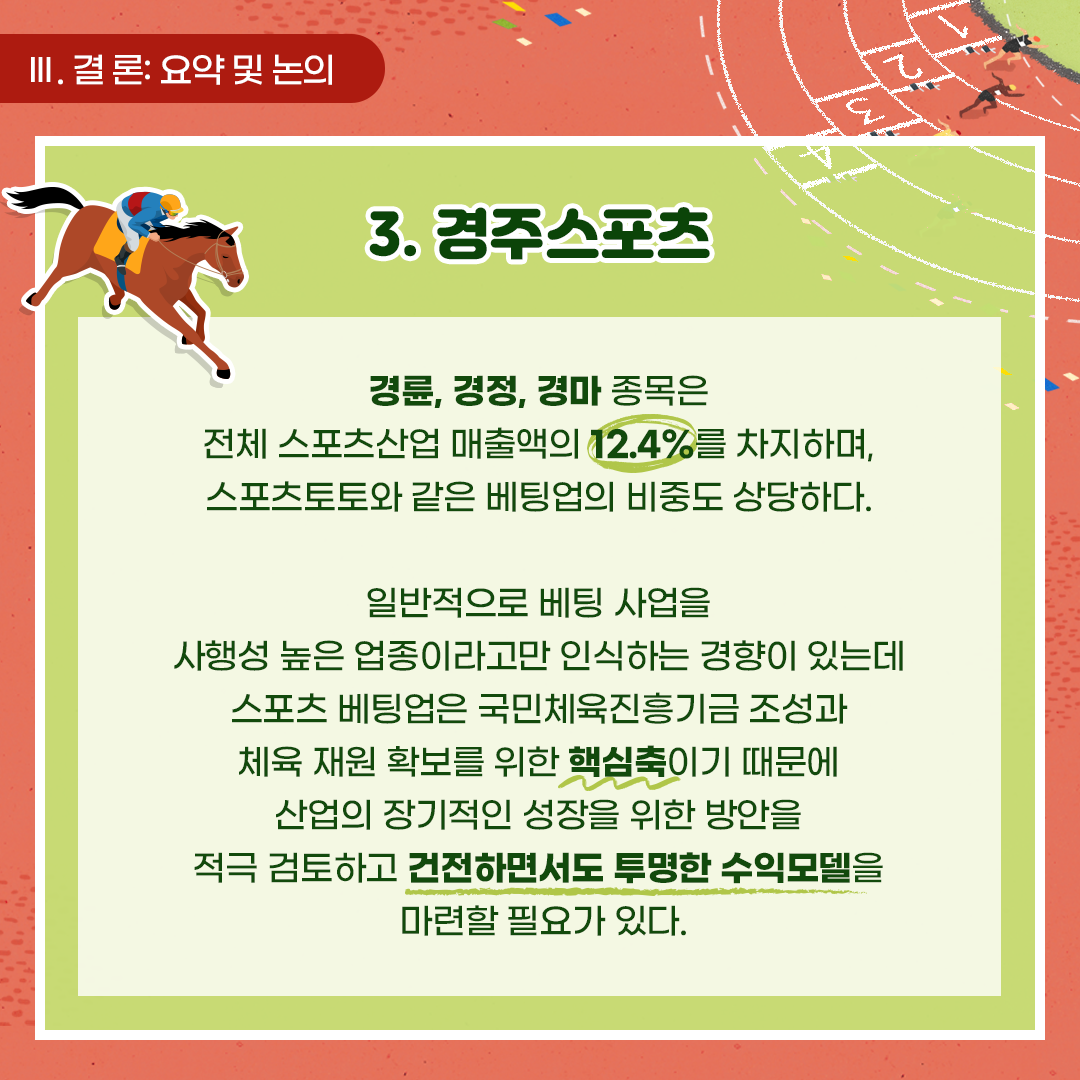 Ⅲ. 결 론: 요약 및 논의
1
2
3
4
3. 경주스포츠
경륜, 경정, 경마 종목은
전체 스포츠산업 매출액의 12.4%를 차지하며,
스포츠토토와 같은 베팅업의 비중도 상당하다.
일반적으로 베팅 사업을
사행성 높은 업종이라고만 인식하는 경향이 있는데
스포츠 베팅업은 국민체육진흥기금 조성과
체육 재원 확보를 위한 핵심축이기 때문에
산업의 장기적인 성장을 위한 방안을
적극 검토하고 건전하면서도 투명한 수익모델을
마련할 필요가 있다.